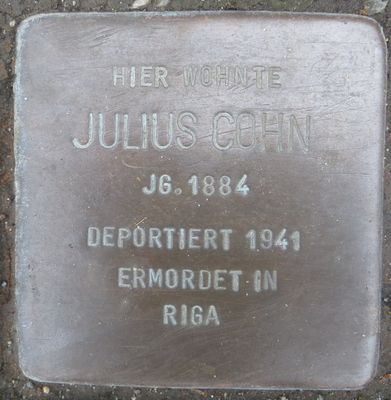 HIER WOHNTE
JULIUS COHN
JG. 1884
DEPORTIERT 1941
ERMORDET IN
RIGA